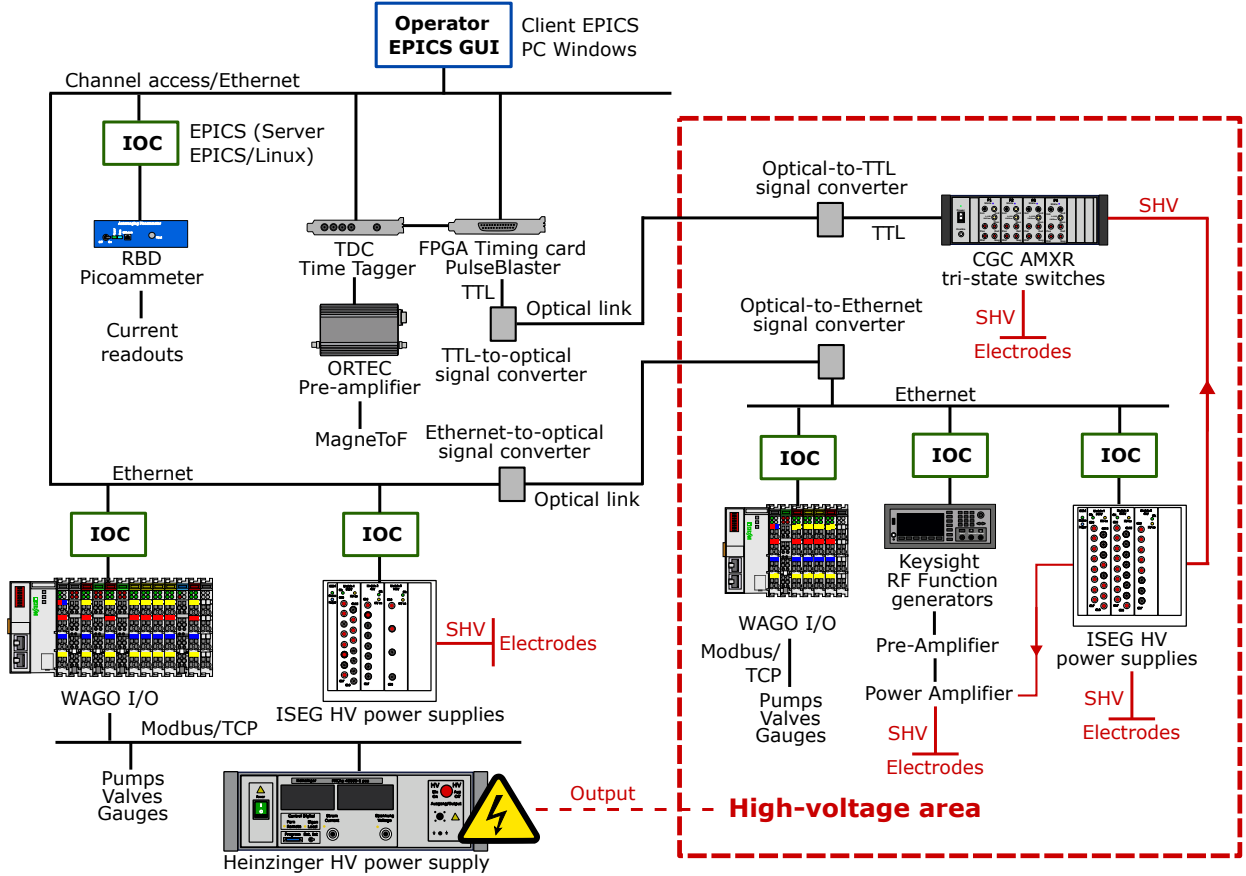 Operator
EPICS GUI
Client EPICS
PC Windows
Channel access/Ethernet
IOC
EPICS (Server
EPICS/Linux)
RBD
Picoammeter
Current
readouts
TDC
Time Tagger
FPGA Timing card
PulseBlaster
TTL
Optical link
TTL-to-optical
signal converter
ORTEC
Pre-amplifier
MagneToF
Ethernet-to-optical
signal converter
Optical link
Ethernet
IOC
IOC
WAGO I/O
SHV
Electrodes
ISEG HV power supplies
Modbus/TCP
Pumps
Valves
Gauges
Heinzinger
HV
HV
Heinzinger HV power supply
Output
High-voltage area
Optical-to-TTL
signal converter
TTL
SHV
CGC AMXR
tri-state switches
SHV
Electrodes
Optical-to-Ethernet
signal converter
Ethernet
IOC
IOC
IOC
WAGO I/O
Modbus/
TCP
Pumps
Valves
Gauges
Keysight
RF Function
generators
Pre-Amplifier
Power Amplifier
SHV
Electrodes
ISEG HV
power supplies
SHV
Electrodes